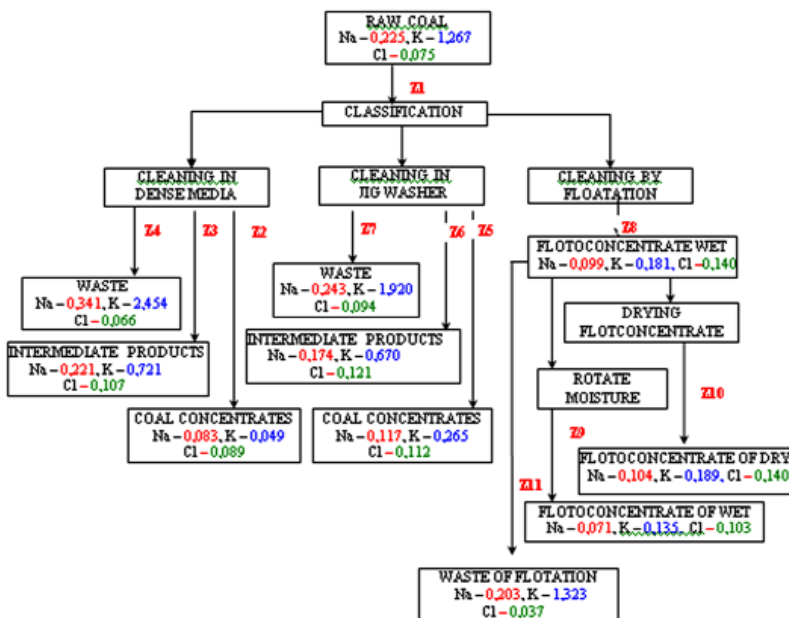 RAW COAL
Na – 0,225, K – 1,267
Cl – 0,075
Z1
CLASSIFICATION
CLEANING IN
DENSE MEDIA
CLEANING IN
JIG WASHER
CLEANING BY
FLOATATION
Z4
Z3
Z2
Z7
Z6
Z5
Z8
WASTE
Na – 0,341, K – 2,454
Cl – 0,066
WASTE
Na – 0,243, K – 1,920
Cl – 0,094
FLOTOCONCENTRATE WET
Na – 0,099, K – 0,181, Cl – 0,140
DRYING
FLOTCONCENTRATE
INTERMEDIATE PRODUCTS
Na – 0,221, K – 0,721
Cl – 0,107
INTERMEDIATE PRODUCTS
Na – 0,174, K – 0,670
Cl – 0,121
ROTATE
MOISTURE
Z10
COAL CONCENTRATES
Na – 0,083, K – 0,049
Cl – 0,089
COAL CONCENTRATES
Na – 0,117, K – 0,265
Cl – 0,112
Z9
FLOTOCONCENTRATE OF DRY
Na – 0,104, K – 0,189, Cl – 0,140
Z11
FLOTOCONCENTRATE OF WET
Na – 0,071, K – 0,135, Cl – 0,103
WASTE OF FLOTATION
Na – 0,203, K – 1,323
Cl – 0,037